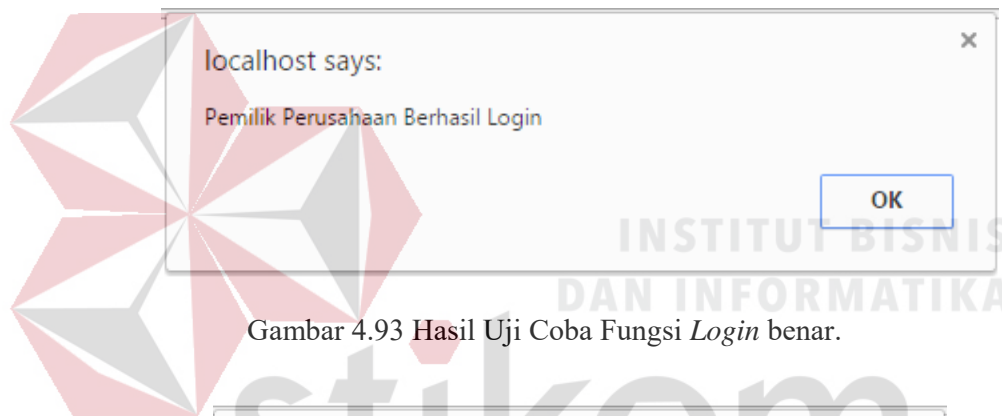 localhost says:
×
Pemilik Perusahaan Berhasil Login
OK
INSTITUT BISNIS
DAN INFORMATIKA
Gambar 4.93 Hasil Uji Coba Fungsi Login benar.
stikom